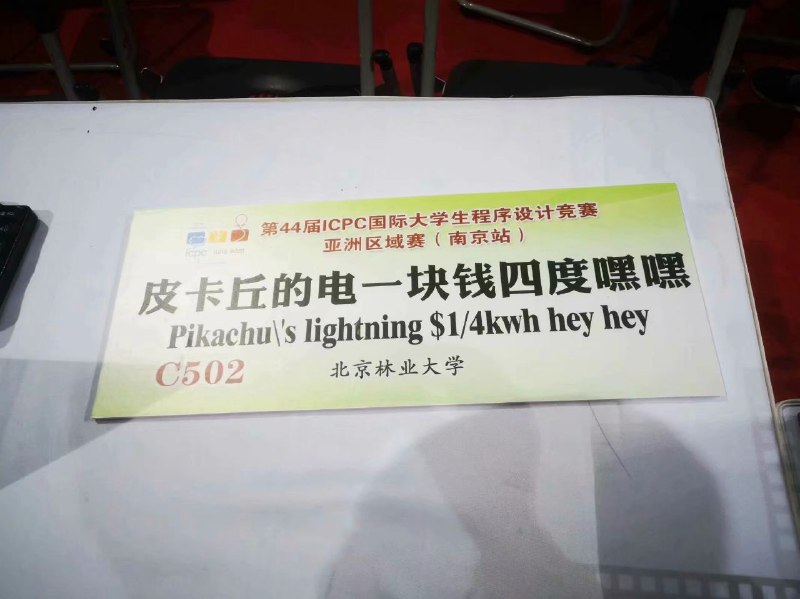 第44届ICPC国际大学生程序设计竞赛
亚洲区域赛（南京站）
icpc
皮卡丘的电一块钱四度嘿嘿
Pikachu\'s lightning $1/4kwh hey hey
C502
北京林业大学